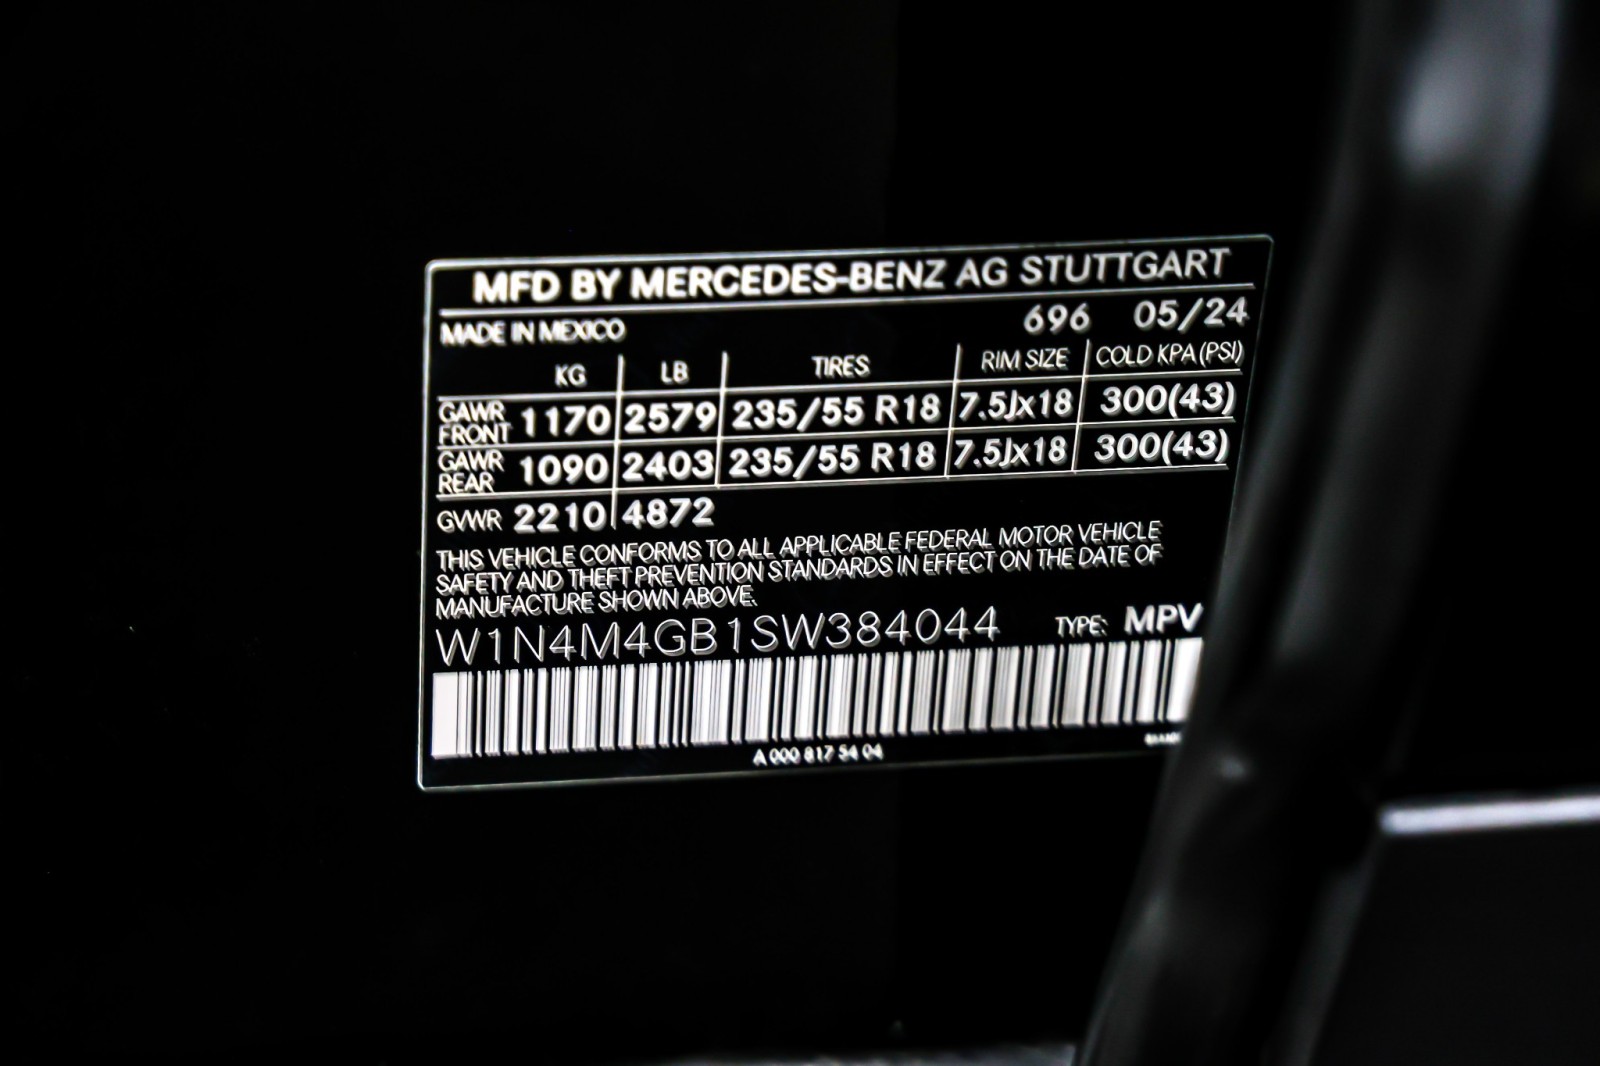 MFD BY MERCEDES-BENZ AG STUTTGART
MADE IN MEXICO 696 05/24
KG LB TIRES RIM SIZE COLD KPA(PSI)
GAWR FRONT 1170 2579 235/55 R18 7.5Jx18 300(43)
GAWR REAR 1090 2403 235/55 R18 7.5Jx18 300(43)
GVWR 2210 4872
THIS VEHICLE CONFORMS TO ALL APPLICABLE FEDERAL MOTOR VEHICLE
SAFETY AND THEFT PREVENTION STANDARDS IN EFFECT ON THE DATE OF
MANUFACTURE SHOWN ABOVE.
W1N4M4GB1SW384044 TYPE: MPV
A 000 817 54 04